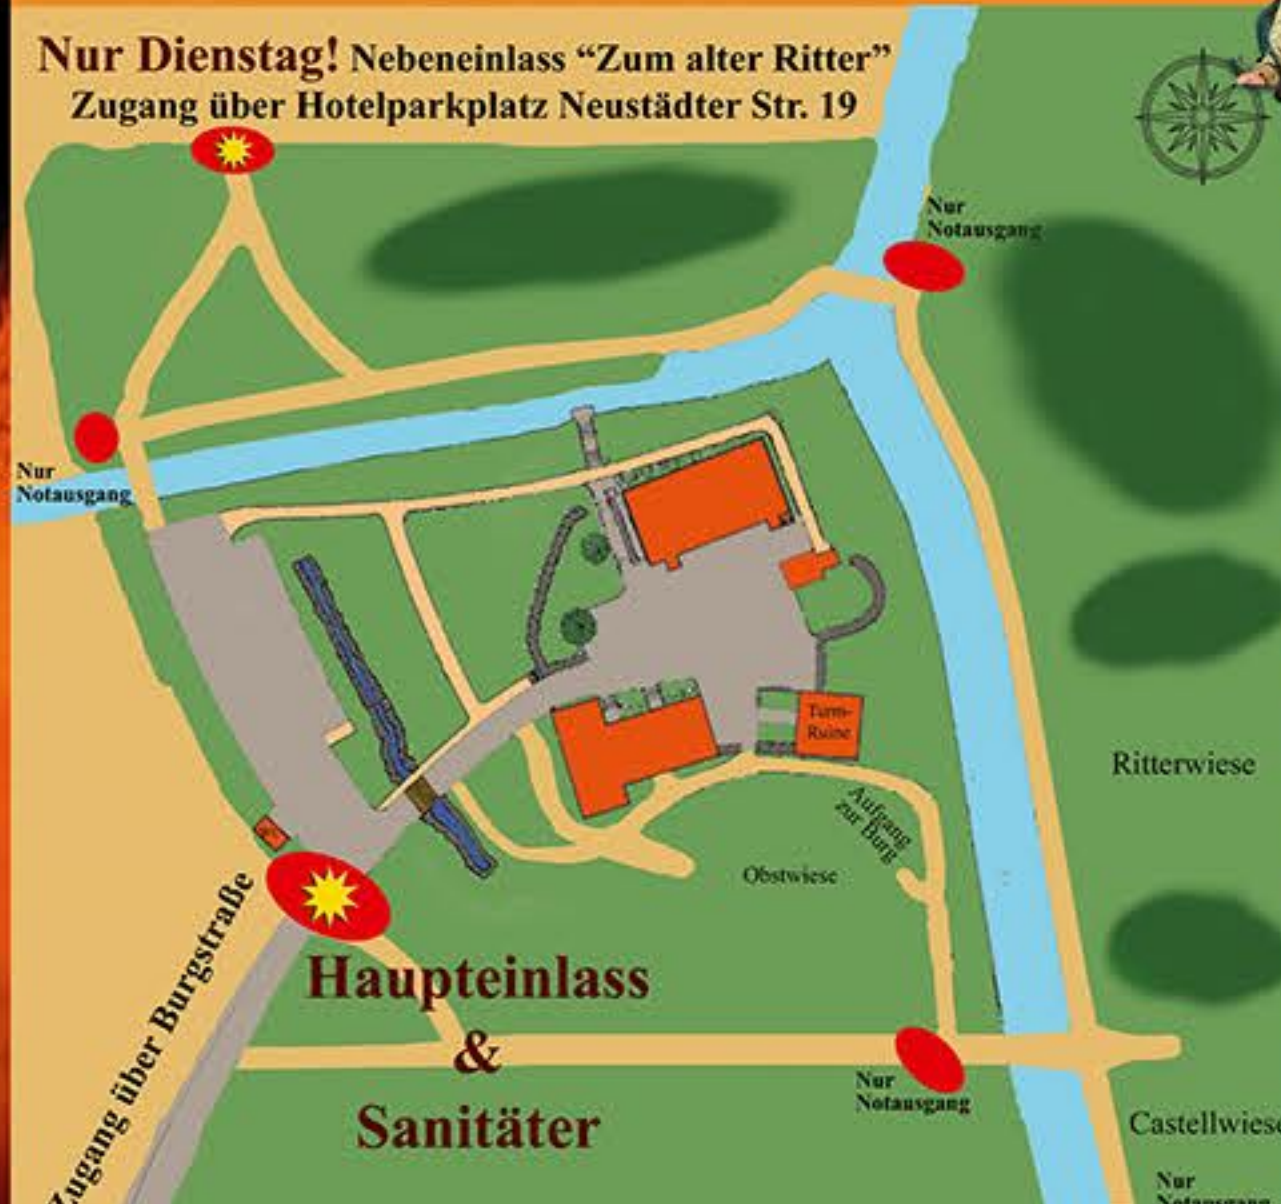 Nur Dienstag! Nebeneinlass “Zum alter Ritter”
Zugang über Hotelparkplatz Neustädter Str. 19
Nur
Notausgang
Nur
Notausgang
Turm-
Ruine
Ritterwiese
Aufgang
zur Burg
Obstwiese
Zugang über Burgstraße
Haupteinlass
&
Sanitäter
Nur
Notausgang
Castellwiese
Nur
Notausgang